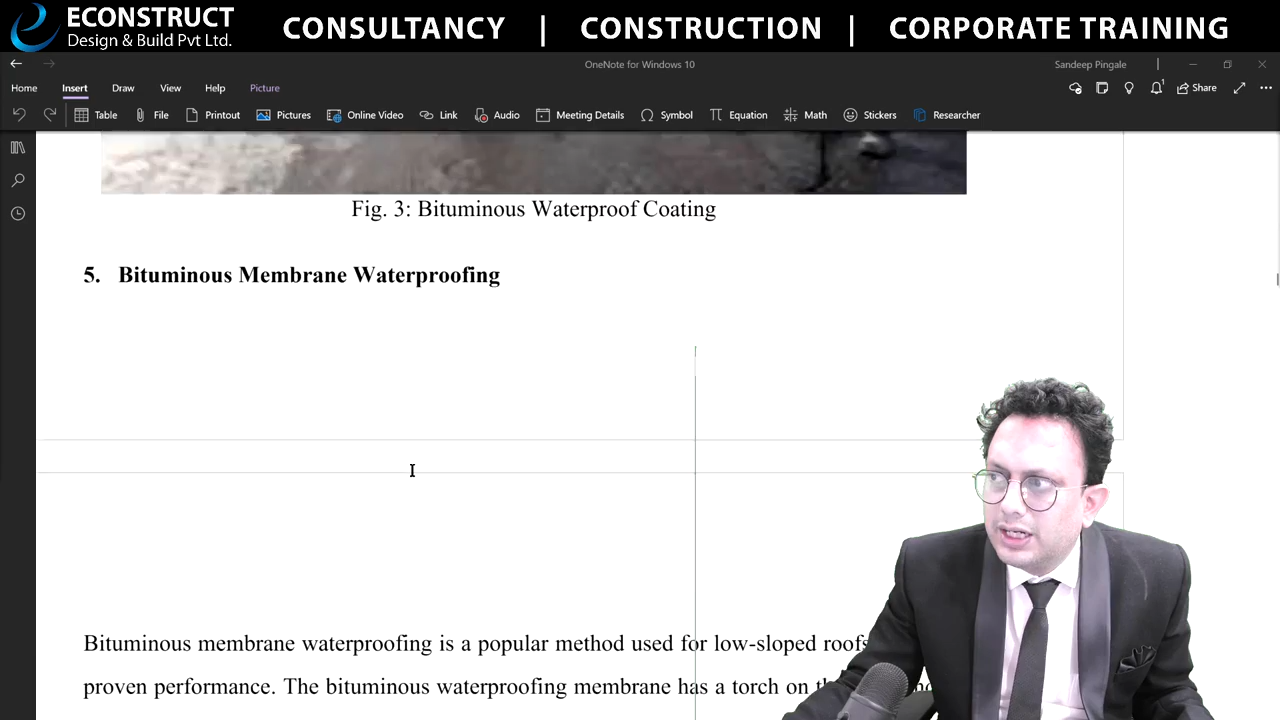 ECONSTRUCT
Design & Build Pvt Ltd.
CONSULTANCY | CONSTRUCTION | CORPORATE TRAINING
OneNote for Windows 10
Sandeep Pingale
Home Insert Draw View Help Picture
1
Share
Table File Printout Pictures Online Video Link Audio Meeting Details Symbol Equation Math Stickers Researcher
Fig. 3: Bituminous Waterproof Coating
5. Bituminous Membrane Waterproofing
Bituminous membrane waterproofing is a popular method used for low-sloped roofs
proven performance. The bituminous waterproofing membrane has a torch on